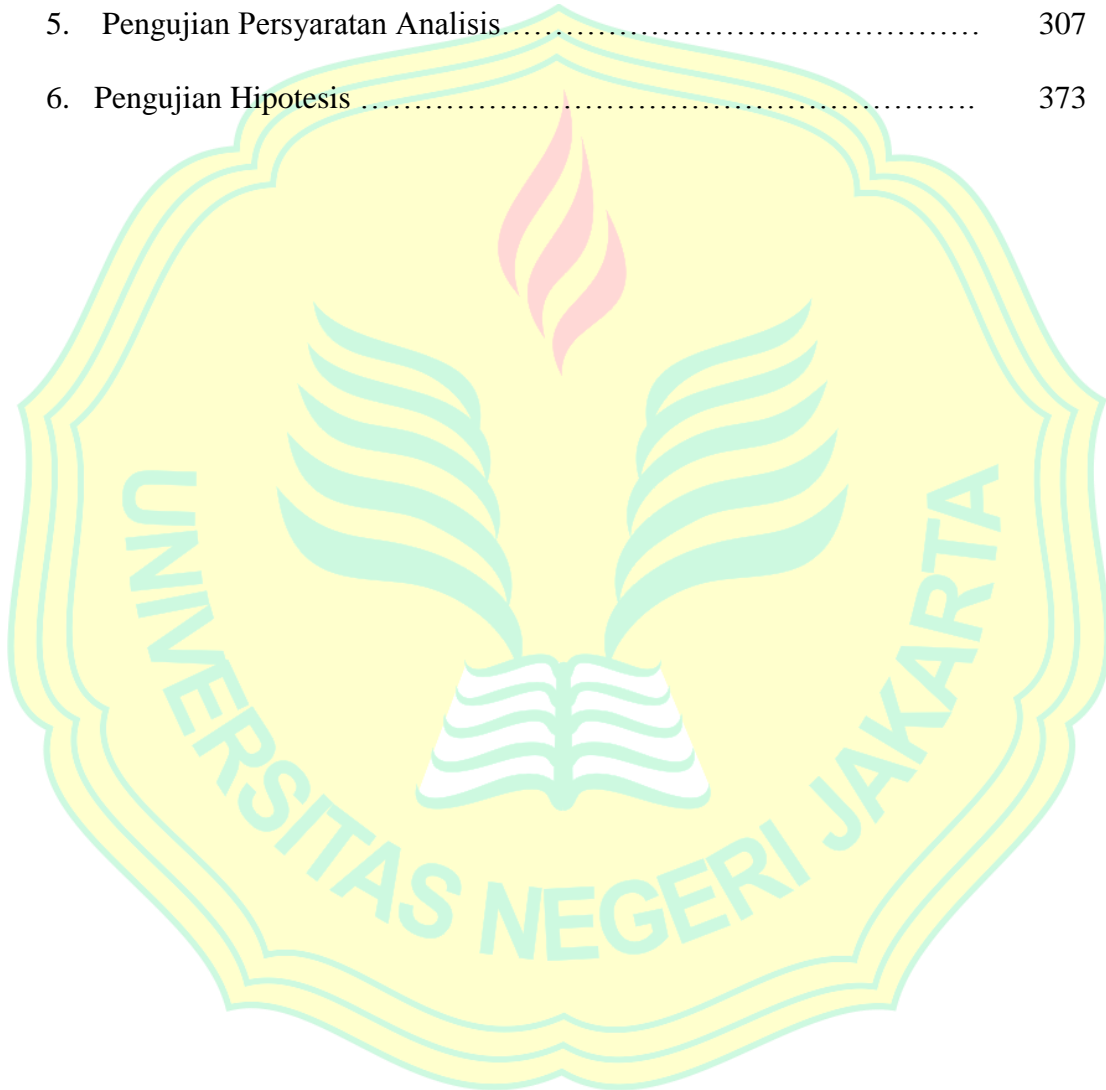 5. Pengujian Persyaratan Analisis………………………………………… 307
6. Pengujian Hipotesis ……………………………………………………. 373
UNIVERSITAS NEGERI JAKARTA